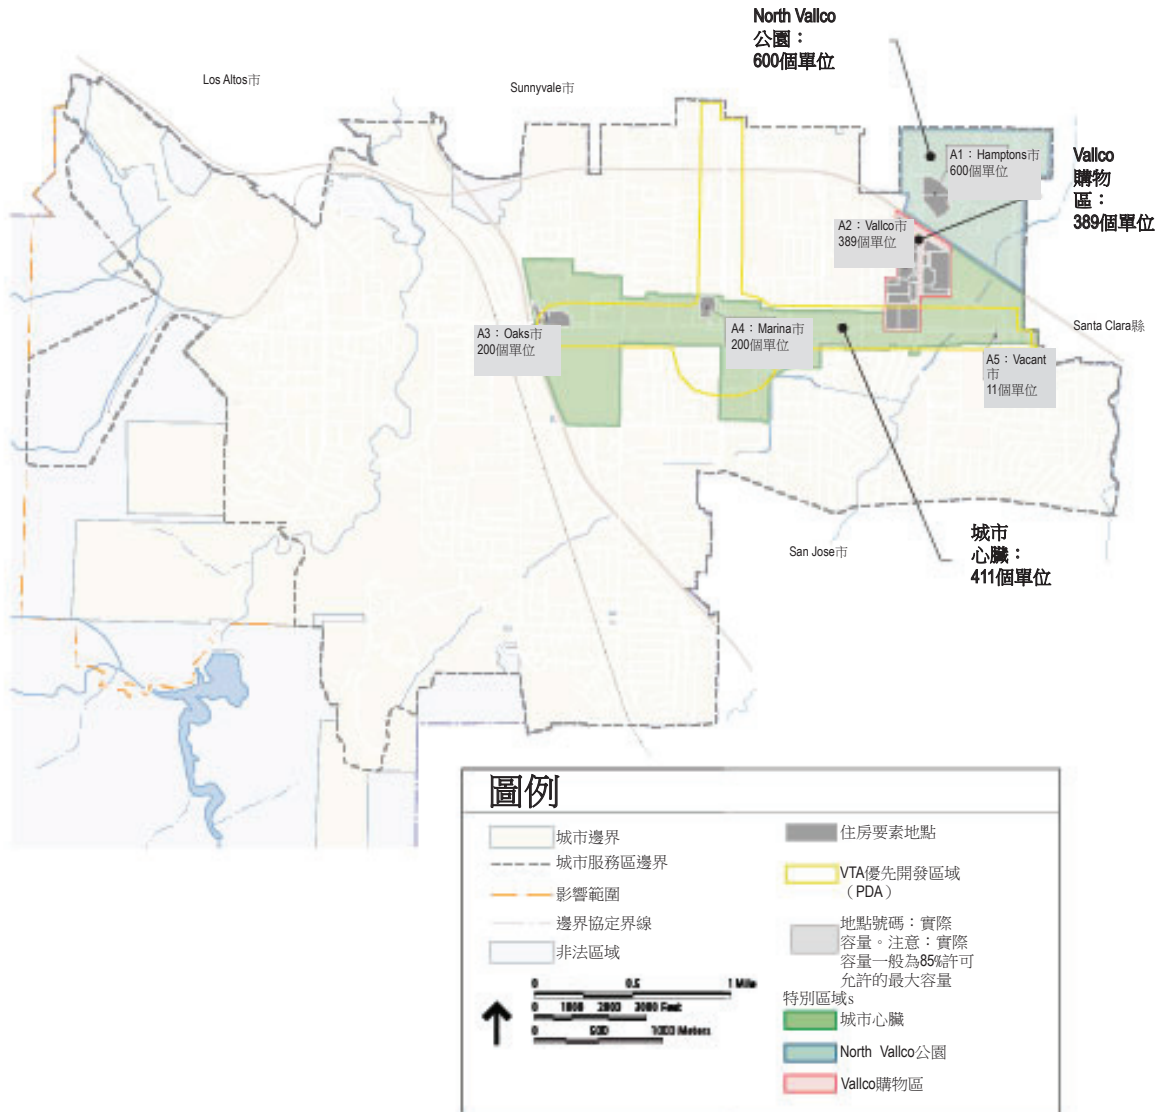 North Vallco
公園：
600個單位
Los Altos市
Sunnyvale市
A1：Hamptons市
600個單位
Vallco
購物
區：
389個單位
A2：Vallco市
389個單位
A3：Oaks市
200個單位
A4：Marina市
200個單位
Santa Clara縣
A5：Vacant
市
11個單位
城市
心臟：
411個單位
San Jose市
圖例
城市邊界
城市服務區邊界
影響範圍
邊界協定界線
非法區域
0 0.5 1 Mile
0 1000 2000 3000 Feet
0 500 1000 Meters
住房要素地點
VTA優先開發區域
（PDA）
地點號碼：實際
容量。注意：實際
容量一般為85%許可
允許的最大容量
特別區域s
城市心臟
North Vallco公園
Vallco購物區